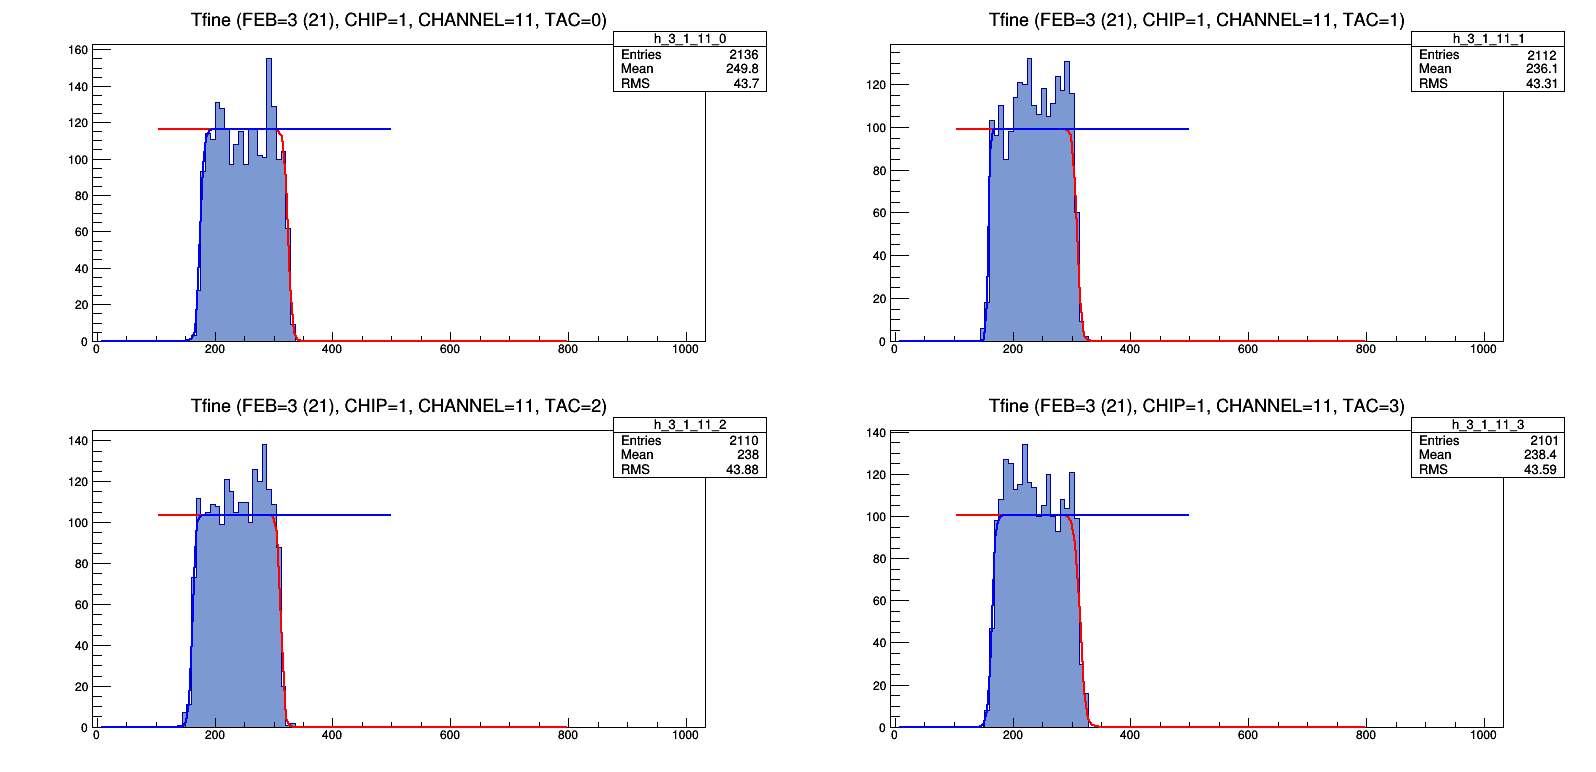 Tfine (FEB=3 (21), CHIP=1, CHANNEL=11, TAC=0)
h_3_1_11_0
Entries 2136
Mean 249.8
RMS 43.7
160
140
120
100
80
60
40
20
0
0 200 400 600 800 1000
Tfine (FEB=3 (21), CHIP=1, CHANNEL=11, TAC=1)
h_3_1_11_1
Entries 2112
Mean 236.1
RMS 43.31
120
100
80
60
40
20
0
0 200 400 600 800 1000
Tfine (FEB=3 (21), CHIP=1, CHANNEL=11, TAC=2)
h_3_1_11_2
Entries 2110
Mean 238
RMS 43.88
140
120
100
80
60
40
20
0
0 200 400 600 800 1000
Tfine (FEB=3 (21), CHIP=1, CHANNEL=11, TAC=3)
h_3_1_11_3
Entries 2101
Mean 238.4
RMS 43.59
140
120
100
80
60
40
20
0
0 200 400 600 800 1000